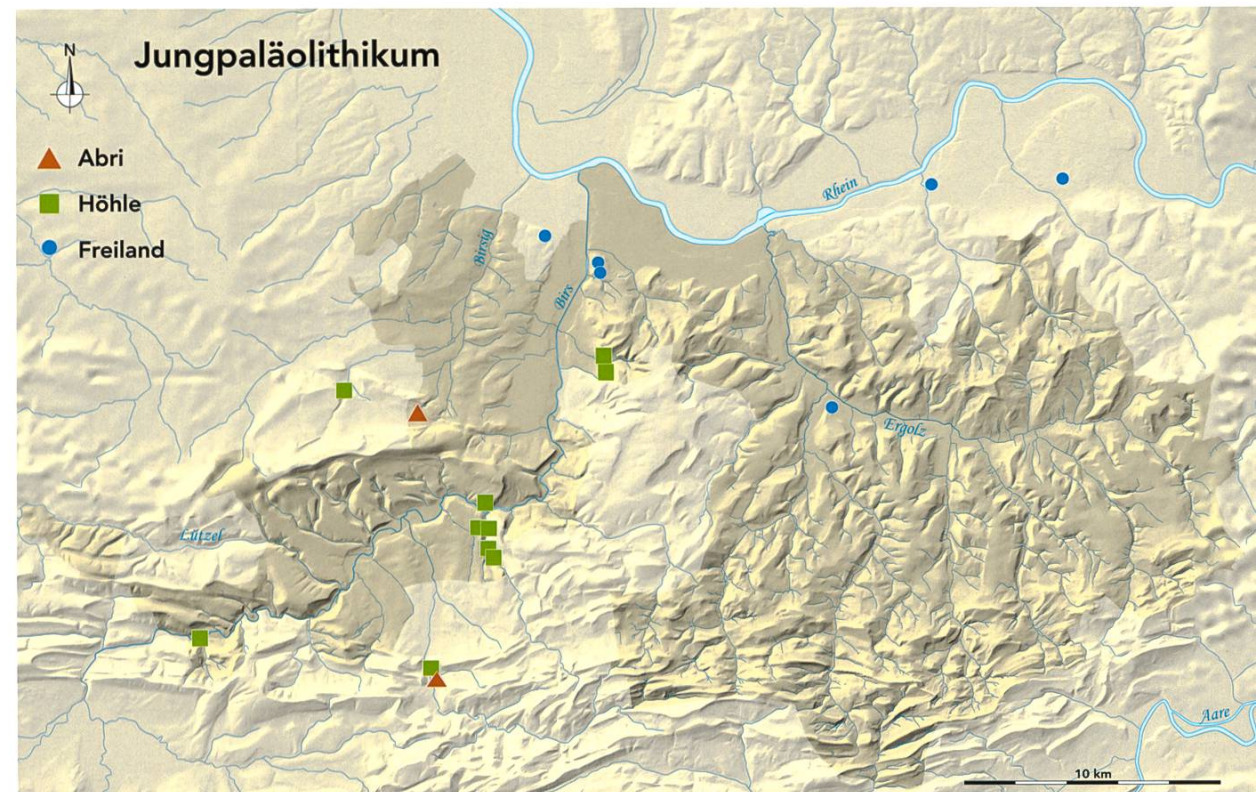 Jungpaläolithikum
N
Abri
Höhle
Freiland
Rhein
Birsig
Birs
Ergolz
Lützel
Aare
10 km